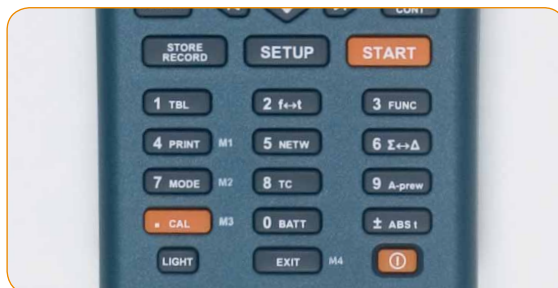 CONT
STORE
RECORD
SETUP
START
1 TBL
2 f↔t
3 FUNC
4 PRINT M1
5 NETW
6 Σ↔Δ
7 MODE M2
8 TC
9 A-prew
. CAL M3
0 BATT
± ABS t
LIGHT
EXIT M4